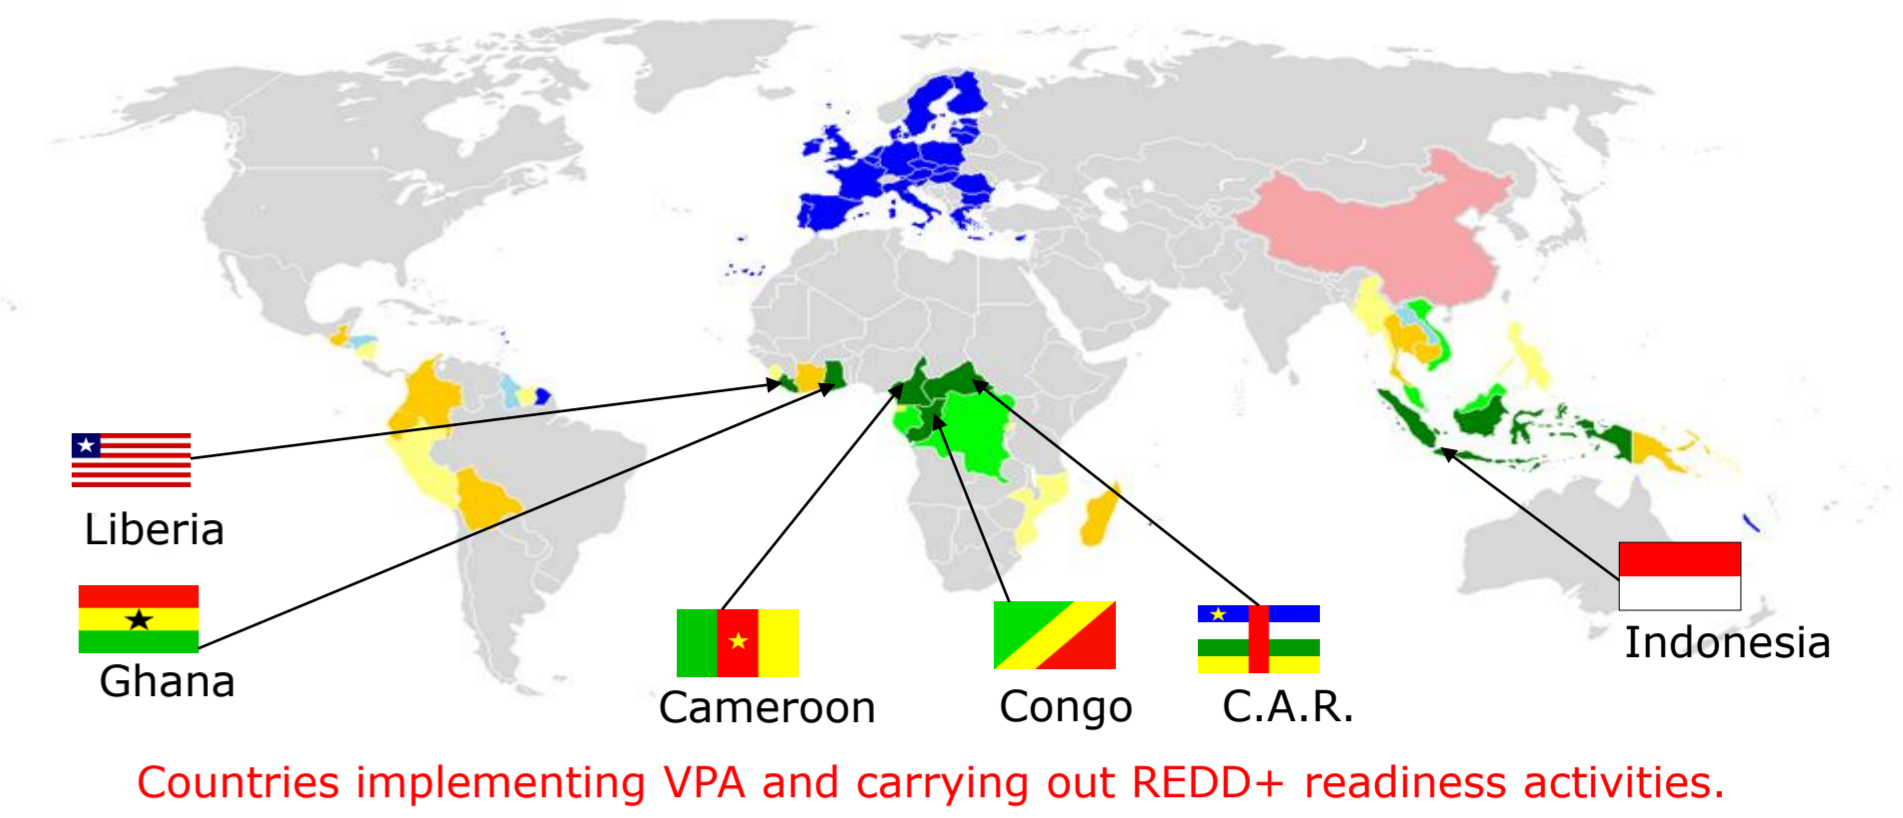 Liberia
Ghana
Cameroon
Congo
C.A.R.
Indonesia
Countries implementing VPA and carrying out REDD+ readiness activities.